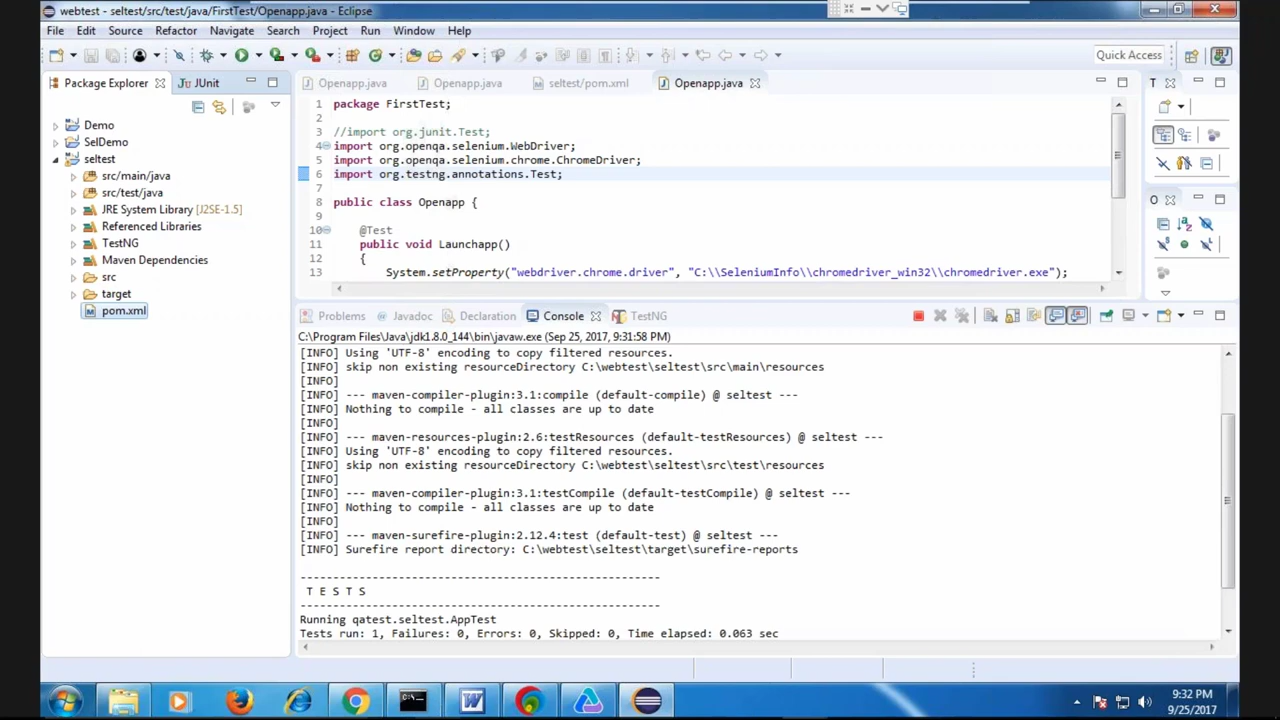 webtest - seltest/src/test/java/FirstTest/Openapp.java - Eclipse
File Edit Source Refactor Navigate Search Project Run Window Help
Quick Access
Package Explorer JUnit
Openapp.java Openapp.java seltest/pom.xml Openapp.java
T
Demo
SelDemo
seltest
src/main/java
src/test/java
JRE System Library [J2SE-1.5]
Referenced Libraries
TestNG
Maven Dependencies
src
target
pom.xml
1 package FirstTest;
2
3 //import org.junit.Test;
4 import org.openqa.selenium.WebDriver;
5 import org.openqa.selenium.chrome.ChromeDriver;
6 import org.testng.annotations.Test;
7
8 public class Openapp {
9
10 @Test
11 public void Launchapp()
12 {
13 System.setProperty("webdriver.chrome.driver", "C:\\SeleniumInfo\\chromedriver_win32\\chromedriver.exe");
O
Problems Javadoc Declaration Console TestNG
C:\Program Files\Java\jdk1.8.0_144\bin\javaw.exe (Sep 25, 2017, 9:31:58 PM)
[INFO] Using 'UTF-8' encoding to copy filtered resources.
[INFO] skip non existing resourceDirectory C:\webtest\seltest\src\main\resources
[INFO]
[INFO] --- maven-compiler-plugin:3.1:compile (default-compile) @ seltest ---
[INFO] Nothing to compile - all classes are up to date
[INFO]
[INFO] --- maven-resources-plugin:2.6:testResources (default-testResources) @ seltest ---
[INFO] Using 'UTF-8' encoding to copy filtered resources.
[INFO] skip non existing resourceDirectory C:\webtest\seltest\src\test\resources
[INFO]
[INFO] --- maven-compiler-plugin:3.1:testCompile (default-testCompile) @ seltest ---
[INFO] Nothing to compile - all classes are up to date
[INFO]
[INFO] --- maven-surefire-plugin:2.12.4:test (default-test) @ seltest ---
[INFO] Surefire report directory: C:\webtest\seltest\target\surefire-reports
-------------------------------------------------------
T E S T S
-------------------------------------------------------
Running qatest.seltest.AppTest
Tests run: 1, Failures: 0, Errors: 0, Skipped: 0, Time elapsed: 0.063 sec
9:32 PM
9/25/2017